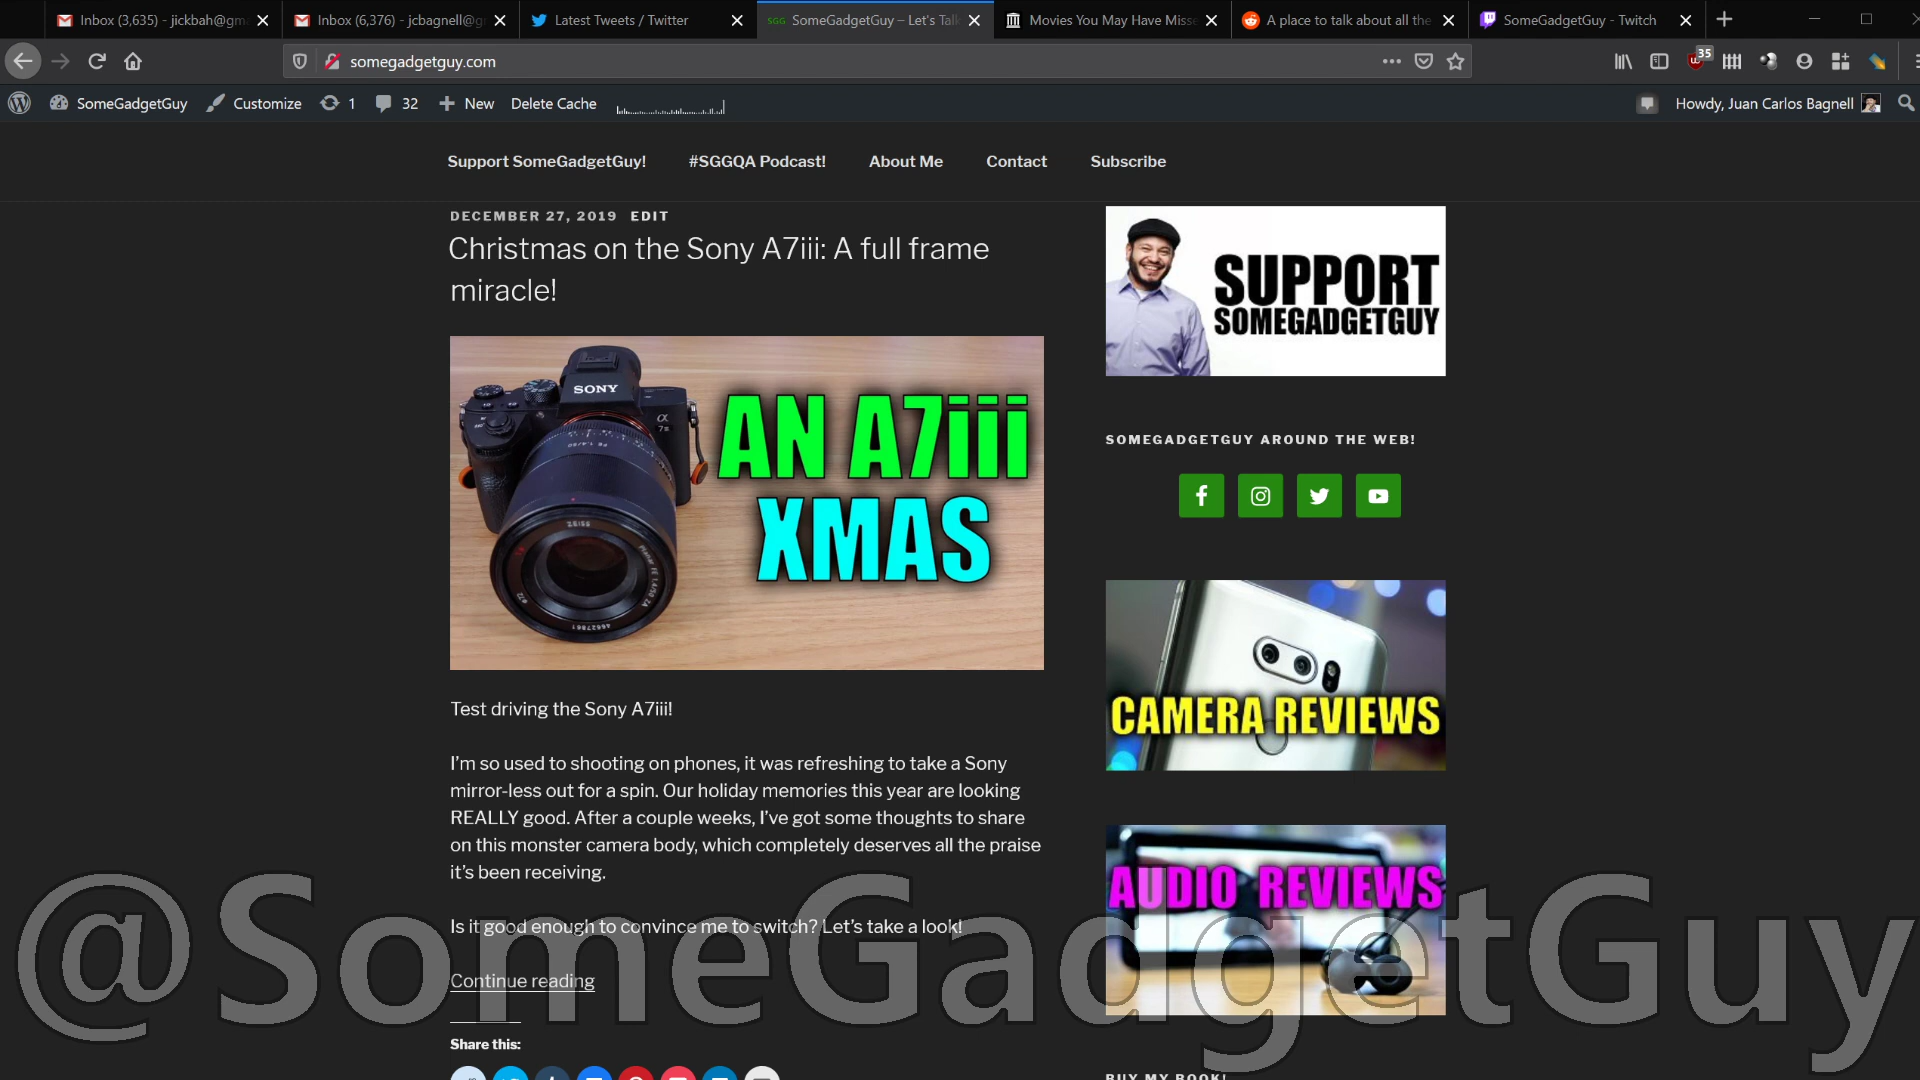 Inbox (3,635) - jickbah@gma
Inbox (6,376) - jcbagnell@g
Latest Tweets / Twitter
SGG SomeGadgetGuy – Let's Talk
Movies You May Have Misse
A place to talk about all the
SomeGadgetGuy - Twitch
somegadgetguy.com
35
SomeGadgetGuy
Customize
1
32
New
Delete Cache
Howdy, Juan Carlos Bagnell
Support SomeGadgetGuy!
#SGGQA Podcast!
About Me
Contact
Subscribe
DECEMBER 27, 2019 EDIT
Christmas on the Sony A7iii: A full frame
miracle!
SONY
AN A7iii
XMAS
Test driving the Sony A7iii!
I'm so used to shooting on phones, it was refreshing to take a Sony
mirror-less out for a spin. Our holiday memories this year are looking
REALLY good. After a couple weeks, I've got some thoughts to share
on this monster camera body, which completely deserves all the praise
it's been receiving.
Is it good enough to convince me to switch? Let's take a look!
Continue reading
Share this:
SUPPORT
SOMEGADGETGUY
SOMEGADGETGUY AROUND THE WEB!
CAMERA REVIEWS
AUDIO REVIEWS
BUY MY BOOK!
@SomeGadgetGuy